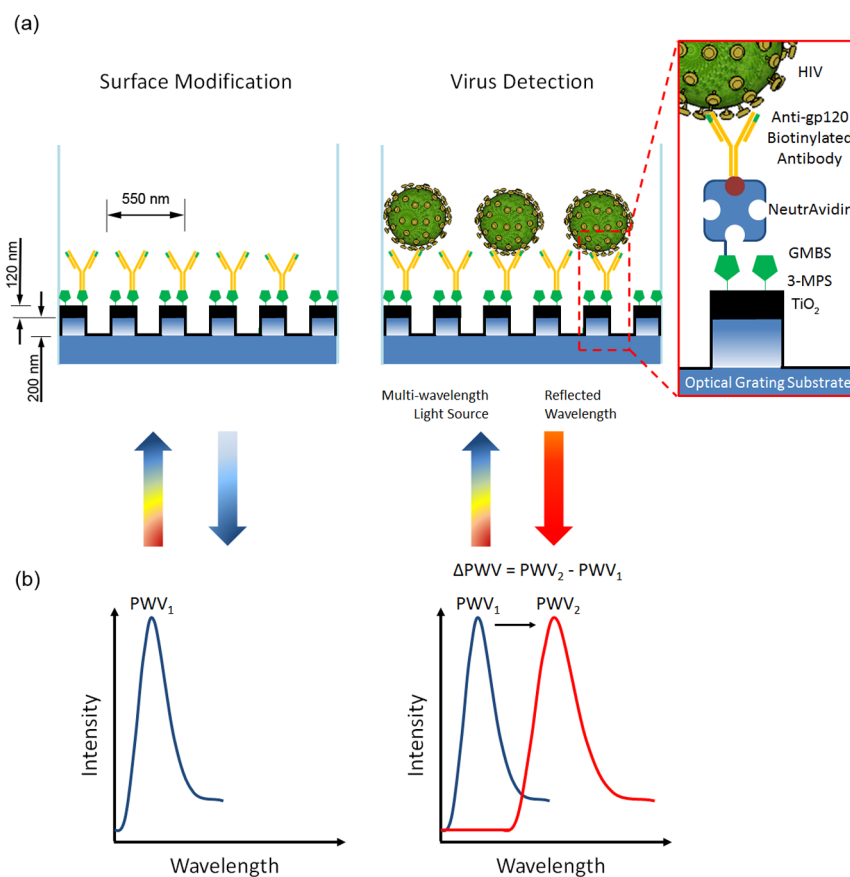 (a)
Surface Modification
Virus Detection
550 nm
120 nm
200 nm
HIV
Anti-gp120
Biotinylated
Antibody
NeutrAvidin
GMBS
3-MPS
TiO₂
Optical Grating Substrate
Multi-wavelength
Light Source
Reflected
Wavelength
(b)
ΔPWV = PWV₂ - PWV₁
PWV₁
Intensity
Wavelength
PWV₁
PWV₂
Intensity
Wavelength